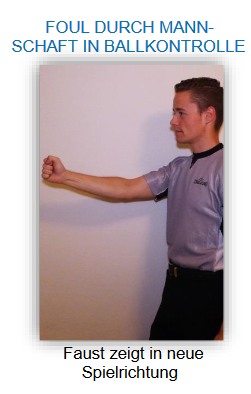 FOUL DURCH MANN-
SCHAFT IN BALLKONTROLLE
Faust zeigt in neue
Spielrichtung